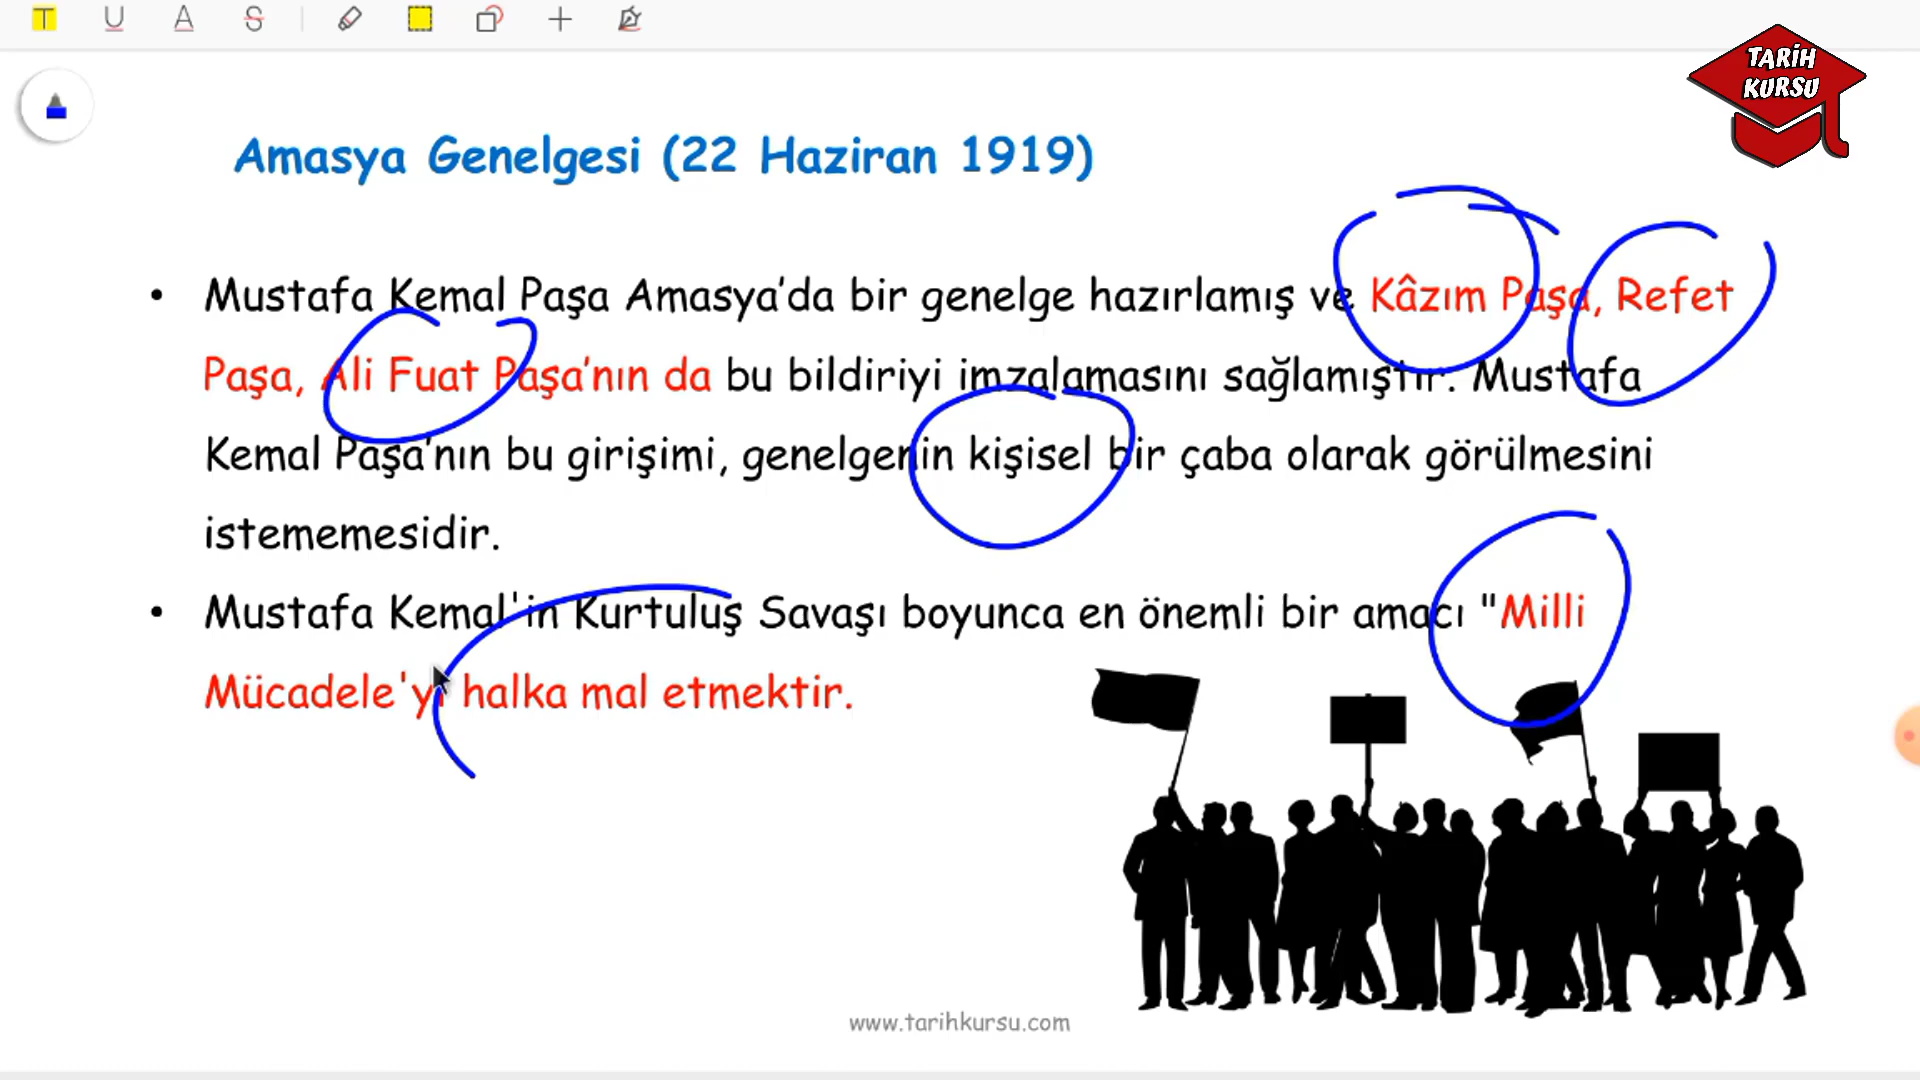 TARİH
KURSU
Amasya Genelgesi (22 Haziran 1919)
• Mustafa Kemal Paşa Amasya’da bir genelge hazırlamış ve Kâzım Paşa, Refet
Paşa, Ali Fuat Paşa’nın da bu bildiriyi imzalamasını sağlamıştır. Mustafa
Kemal Paşa’nın bu girişimi, genelgenin kişisel bir çaba olarak görülmesini
istememesidir.
• Mustafa Kemal'in Kurtuluş Savaşı boyunca en önemli bir amacı "Milli
Mücadele'yi halka mal etmektir.
www.tarihkursu.com